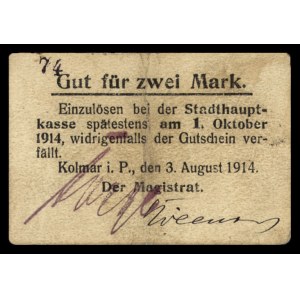 74
Gut für zwei Mark.
Einzulösen bei der Stadthaupt-
kasse spätestens am 1. Oktober
1914, widrigenfalls der Gutschein ver-
fällt.
Kolmar i. P., den 3. August 1914.
Der Magistrat.